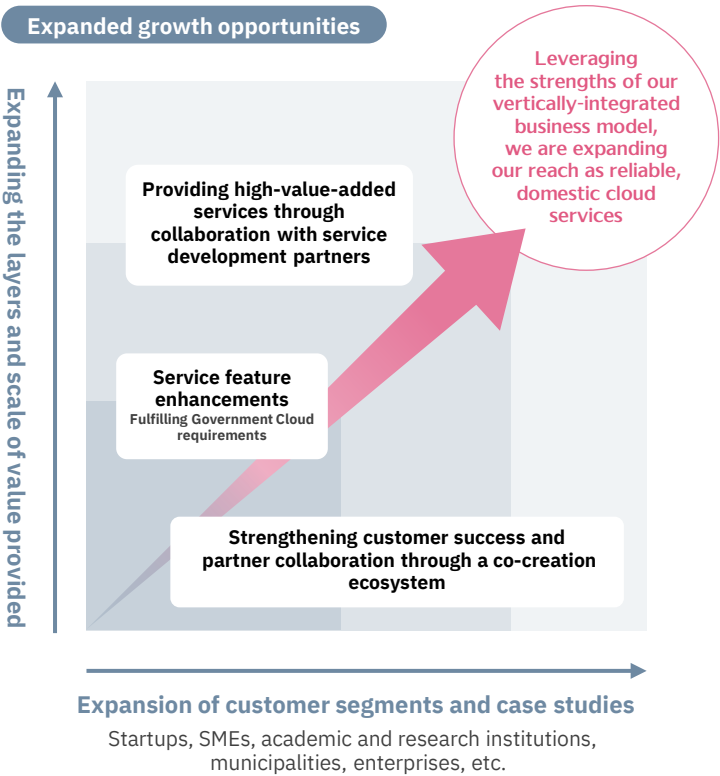 Expanded growth opportunities
Leveraging
the strengths of our
vertically-integrated
business model,
we are expanding
our reach as reliable,
domestic cloud
services
Expanding the layers and scale of value provided
Providing high-value-added
services through
collaboration with service
development partners
Service feature
enhancements
Fulfilling Government Cloud
requirements
Strengthening customer success and
partner collaboration through a co-creation
ecosystem
Expansion of customer segments and case studies
Startups, SMEs, academic and research institutions,
municipalities, enterprises, etc.